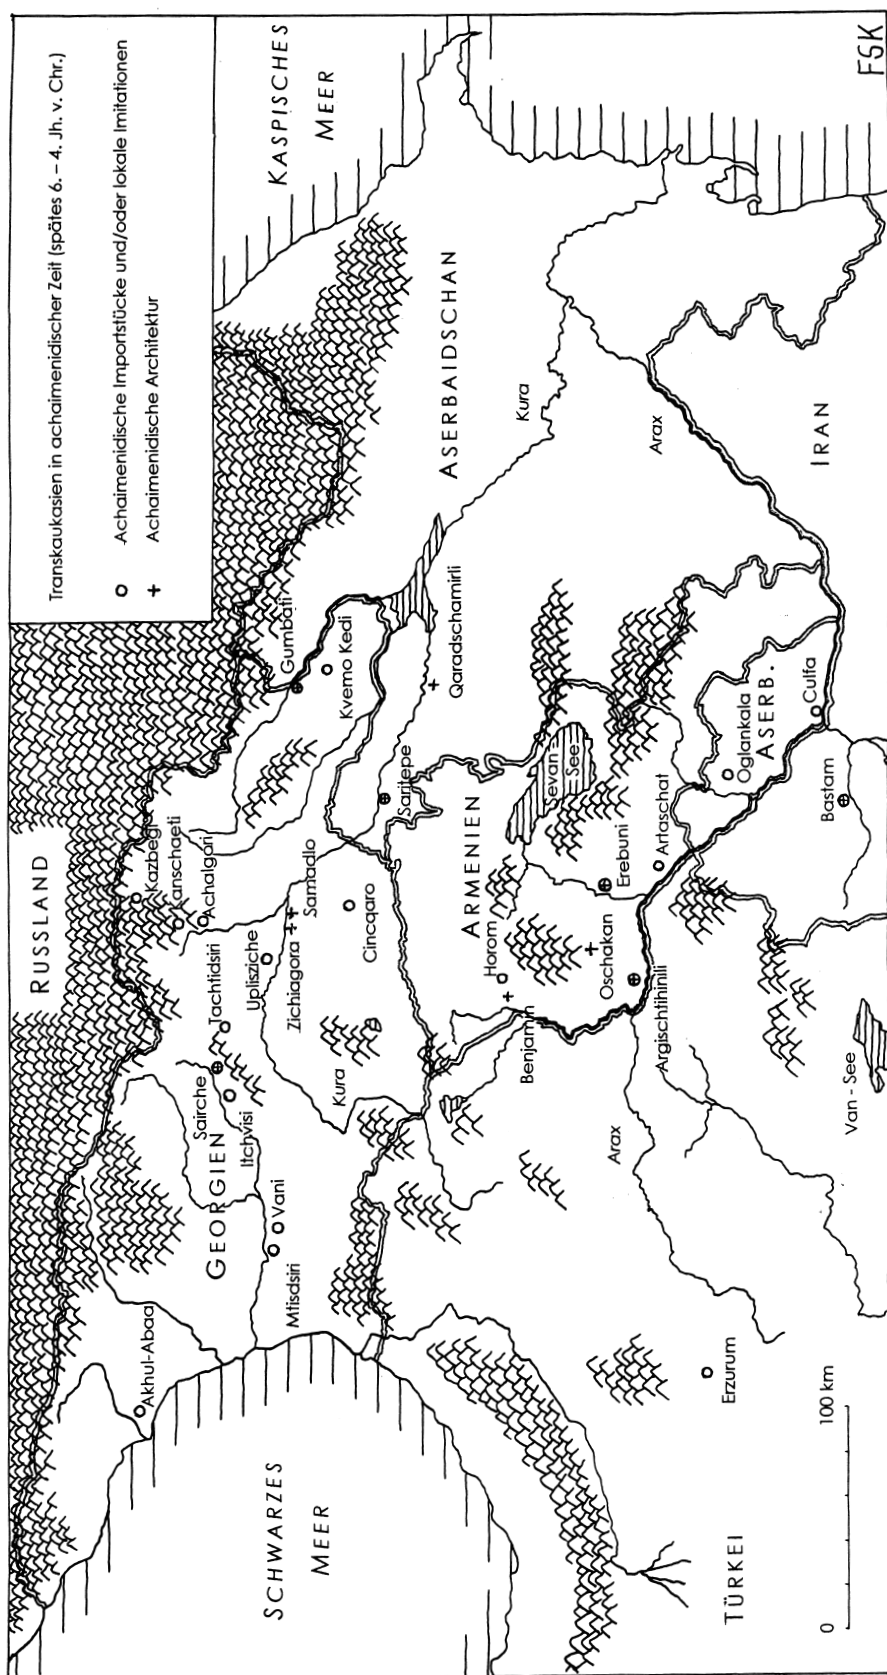 Transkaukasien in achaimenidischer Zeit (spätes 6. – 4. Jh. v. Chr.)
Achaimenidische Importstücke und/oder lokale Imitationen
Achaimenidische Architektur
RUSSLAND
KASPISCHES
MEER
Kazbegi
Kanschaeti
Achalgori
Akhul-Abaa
Tachtidsiri
Sairche
Itchvisi
GEORGIEN
Uplisziche
Zichiagora
Samadlo
Gumbati
Kvemo Kedi
Vani
Mtisdsiri
Kura
Cincqaro
Saritepe
Qaradschamirli
ASERBAIDSCHAN
Kura
SCHWARZES
MEER
ARMENIEN
Horom
Benjamin
Sevan
See
Oschakan
Erebuni
Artaschat
Argischtihinili
Arax
Arax
Oglankala
ASERB.
Culfa
IRAN
Erzurum
TÜRKEI
Bastam
Van - See
0
100 km
FSK